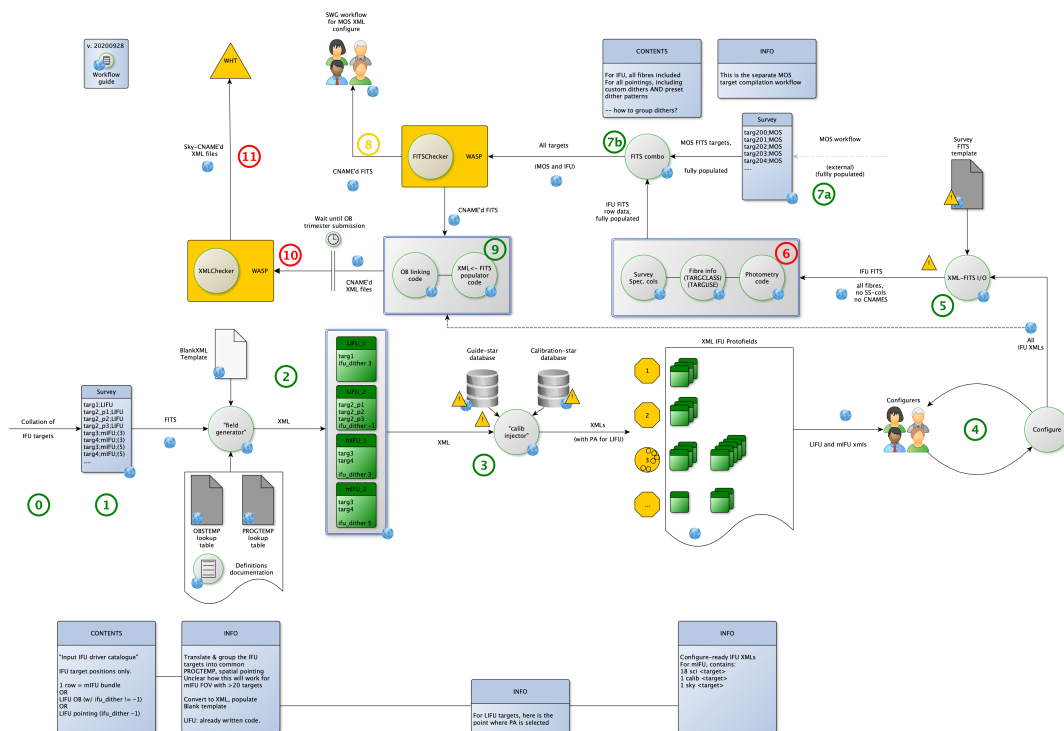 v. 20200928
Workflow
guide
WHT
11
Sky-CNAME'd
XML files
SWG workflow
for MOS XML
configure
8
CNAME'd FITS
FITSChecker
WASP
CNAME'd FITS
All targets
(MOS and IFU)
7b
FITS combo
MOS FITS targets,
fully populated
CONTENTS
For IFU, all fibres included
For all pointings, including
custom dithers AND preset
dither patterns
-- how to group dithers?
INFO
This is the separate MOS
target compilation workflow
Survey
targ200;MOS
targ201;MOS
targ202;MOS
targ203;MOS
targ204;MOS
....
MOS workflow
(external)
(fullly populated)
7a
Survey
FITS
template
IFU FITS
row data,
fully populated
XMLChecker
WASP
10
Wait until OB
trimester submission
CNAME'd
XML files
OB linking
code
XML<- FITS
populator
code
9
Survey
Spec. cols
Fibre info
(TARGCLASS)
(TARGUSE)
Photometry
code
6
IFU FITS
all fibres,
no SS-cols
no CNAMES
XML-FITS I/O
5
All
IFU XMLs
BlankXML
Template
2
Collation of
IFU targets
0
Survey
targ1;LIFU
targ2_p1;LIFU
targ2_p2;LIFU
targ2_p3;LIFU
targ3;mIFU;(3)
targ4;mIFU;(3)
targ3;mIFU;(5)
targ4;mIFU;(5)
....
1
FITS
"field
generator"
XML
OBSTEMP
lookup
table
PROGTEMP
lookup
table
Definitions
documentation
LIFU_1
targ1
ifu_dither 3
LIFU_2
targ2_p1
targ2_p2
targ2_p3
ifu_dither -1
mIFU_1
targ3
targ4
ifu_dither 3
mIFU_2
targ3
targ4
ifu_dither 5
XML
Guide-star
database
Calibration-star
database
"calib
injector"
3
XMLs
(with PA for LIFU)
XML IFU Protofields
1
2
3
...
LIFU and mIFU xmls
Configurers
4
Configure
CONTENTS
"Input IFU driver catalogue"
IFU target positions only.
1 row = mIFU bundle
OR
LIFU OB (w/ ifu_dither != -1)
OR
LIFU pointing (ifu_dither -1)
INFO
Translate & group the IFU
targets into common
PROGTEMP, spatial pointing
Unclear how this will work for
mIFU FOV with >20 targets
Convert to XML, populate
Blank template
LIFU: already written code.
INFO
For LIFU targets, here is the
point where PA is selected
INFO
Configure-ready IFU XMLs
For mIFU, contains:
18 sci <target>
1 calib <target>
1 sky <target>